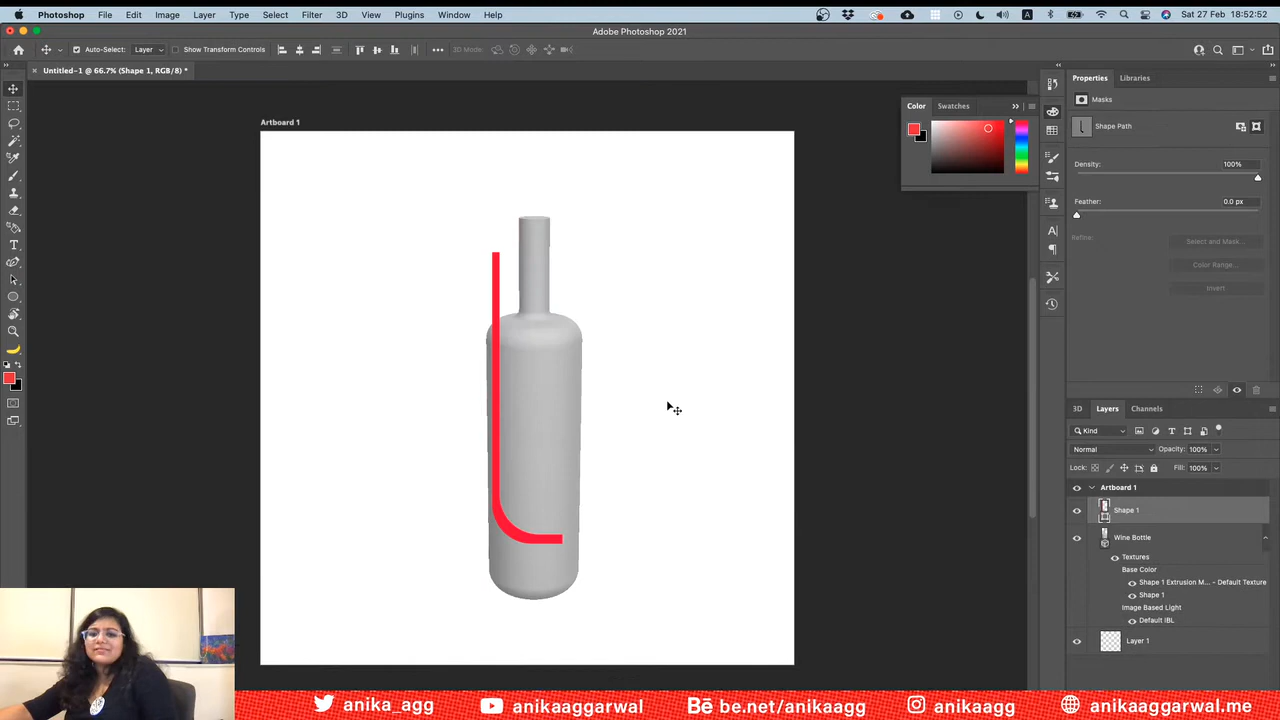 Photoshop File Edit Image Layer Type Select Filter 3D View Plugins Window Help
A
Sat 27 Feb 18:52:52
Adobe Photoshop 2021
Auto-Select: Layer
Show Transform Controls
3D Mode:
Untitled-1 @ 66.7% (Shape 1, RGB/8) *
Artboard 1
Color Swatches
Properties Libraries
Masks
Shape Path
Density: 100%
Feather: 0.0 px
Refine: Select and Mask...
Color Range...
Invert
3D Layers Channels
Kind
Normal Opacity: 100%
Lock: Fill: 100%
Artboard 1
Shape 1
Wine Bottle
Textures
Base Color
Shape 1 Extrusion M... - Default Texture
Shape 1
Image Based Light
Default IBL
Layer 1
anika_agg anikaaggarwal be.net/anikaagg anikaagg anikaaggarwal.me